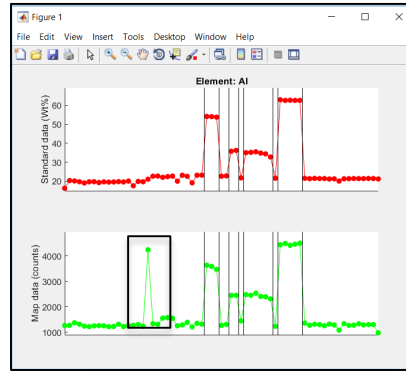 Figure 1
File Edit View Insert Tools Desktop Window Help
Element: Al
Standard data (Wt%)
60
50
40
30
20
Map data (counts)
4000
3000
2000
1000